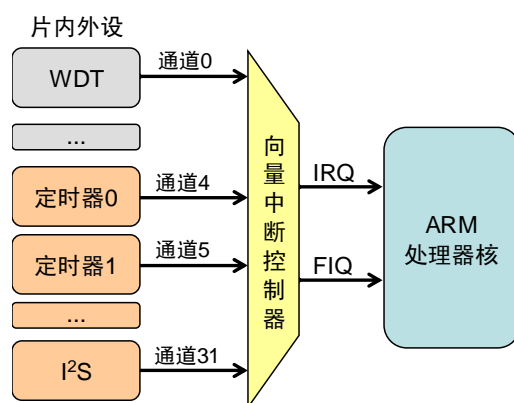 片内外设
WDT
通道0
...
定时器0
通道4
定时器1
通道5
...
I²S
通道31
向量中断控制器
IRQ
FIQ
ARM
处理器核